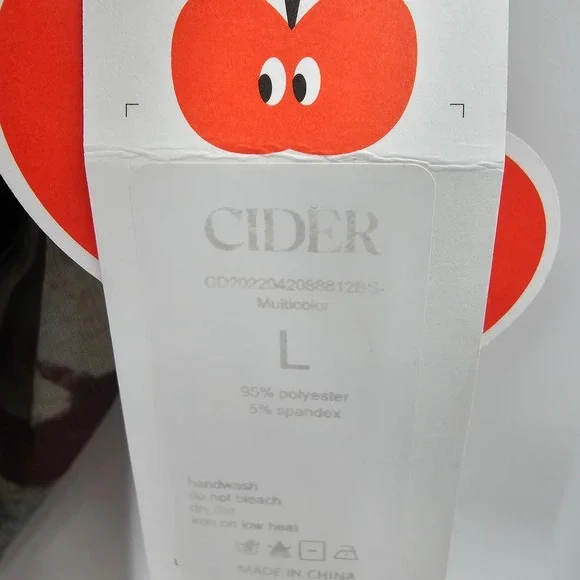 CIDER
Multicolor
L
95% polyester
5% spandex
handwash
do not bleach
iron on low heat
MADE IN CHINA